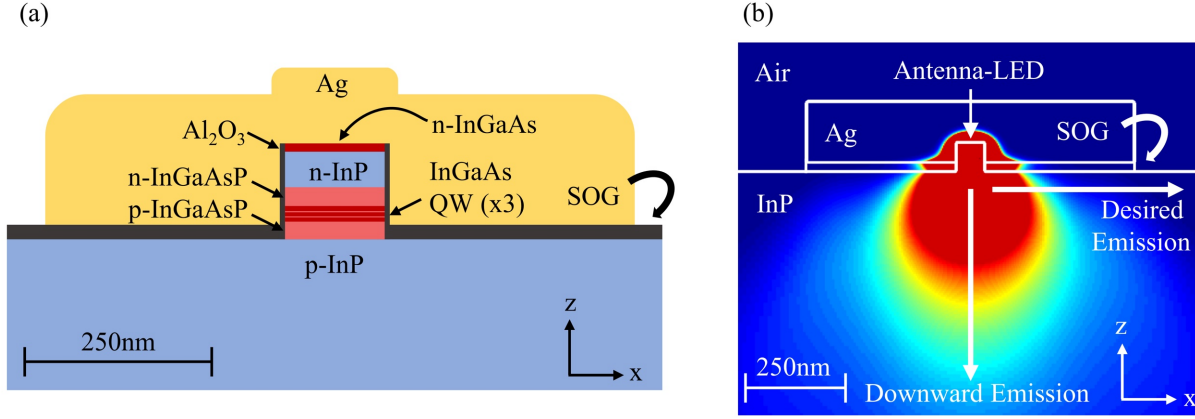 (a)
Ag
Al₂O₃
n-InGaAs
n-InP
n-InGaAsP
p-InGaAsP
InGaAs
QW (x3)
SOG
p-InP
250nm
z
x
(b)
Air
Antenna-LED
Ag
SOG
InP
Desired
Emission
z
250nm
Downward Emission
x